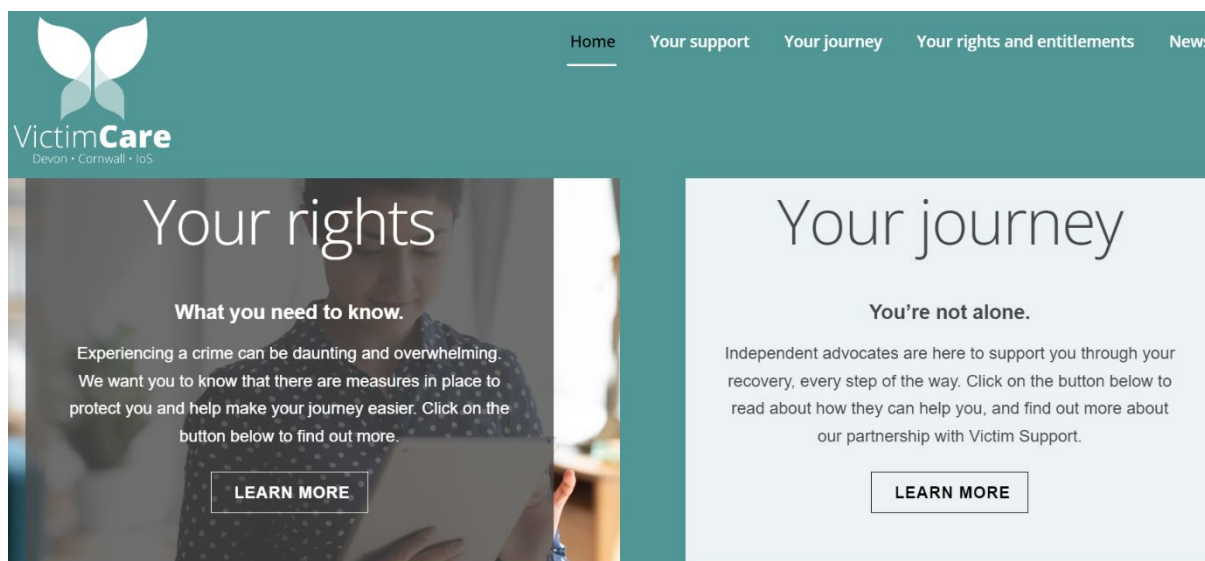 Home Your support Your journey Your rights and entitlements News
VictimCare
Devon • Cornwall • IoS
Your rights
What you need to know.
Experiencing a crime can be daunting and overwhelming.
We want you to know that there are measures in place to
protect you and help make your journey easier. Click on the
button below to find out more.
LEARN MORE
Your journey
You’re not alone.
Independent advocates are here to support you through your
recovery, every step of the way. Click on the button below to
read about how they can help you, and find out more about
our partnership with Victim Support.
LEARN MORE